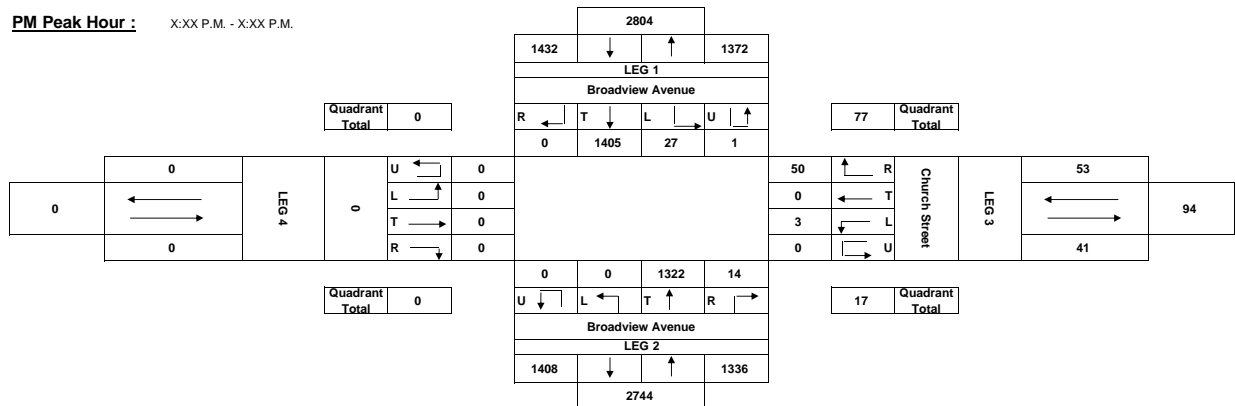 PM Peak Hour : X:XX P.M. - X:XX P.M.
2804
1432 1372
LEG 1
Broadview Avenue
Quadrant Total 0
R T L U
77 Quadrant Total
0 1405 27 1
0 U 0 50 R 53
L 0 0 T
0 LEG 4 0 Church Street LEG 3 94
T 0 3 L
0 R 0 0 U 41
0 0 1322 14
Quadrant Total 0
U L T R
17 Quadrant Total
Broadview Avenue
LEG 2
1408 1336
2744